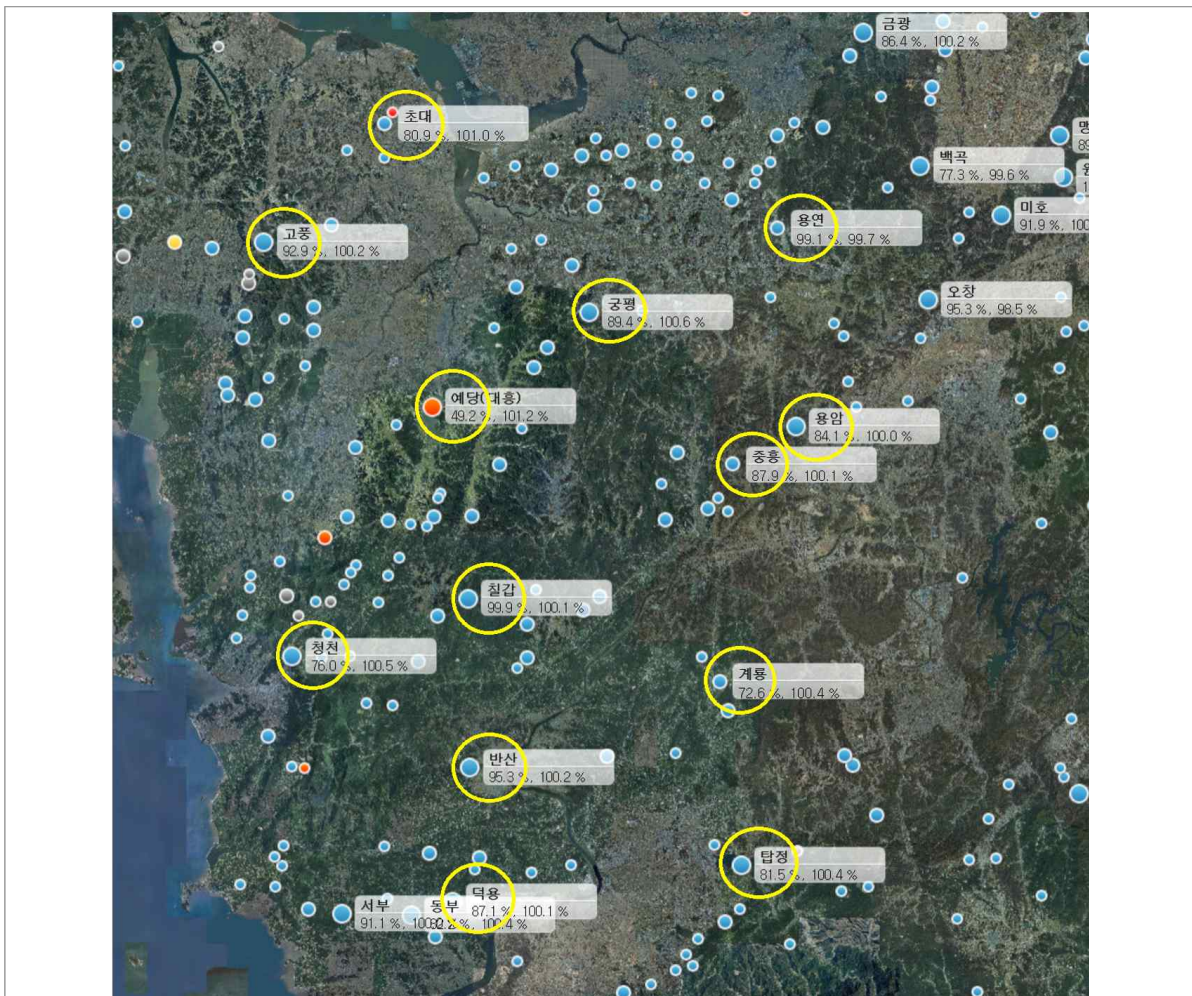 금광
86.4 %, 100.2 %
초대
80.9 %, 101.0 %
백곡
77.3 %, 99.6 %
미호
91.9 %, 100
용연
99.1 %, 99.7 %
고풍
92.9 %, 100.2 %
오창
95.3 %, 98.5 %
궁평
89.4 %, 100.6 %
예당(대흥)
49.2 %, 101.2 %
용암
84.1 %, 100.0 %
중흥
87.9 %, 100.1 %
칠갑
99.9 %, 100.1 %
청천
76.0 %, 100.5 %
계룡
72.6 %, 100.4 %
반산
95.3 %, 100.2 %
탑정
81.5 %, 100.4 %
덕용
87.1 %, 100.1 %
서부
91.1 %,
동부
100.4 %